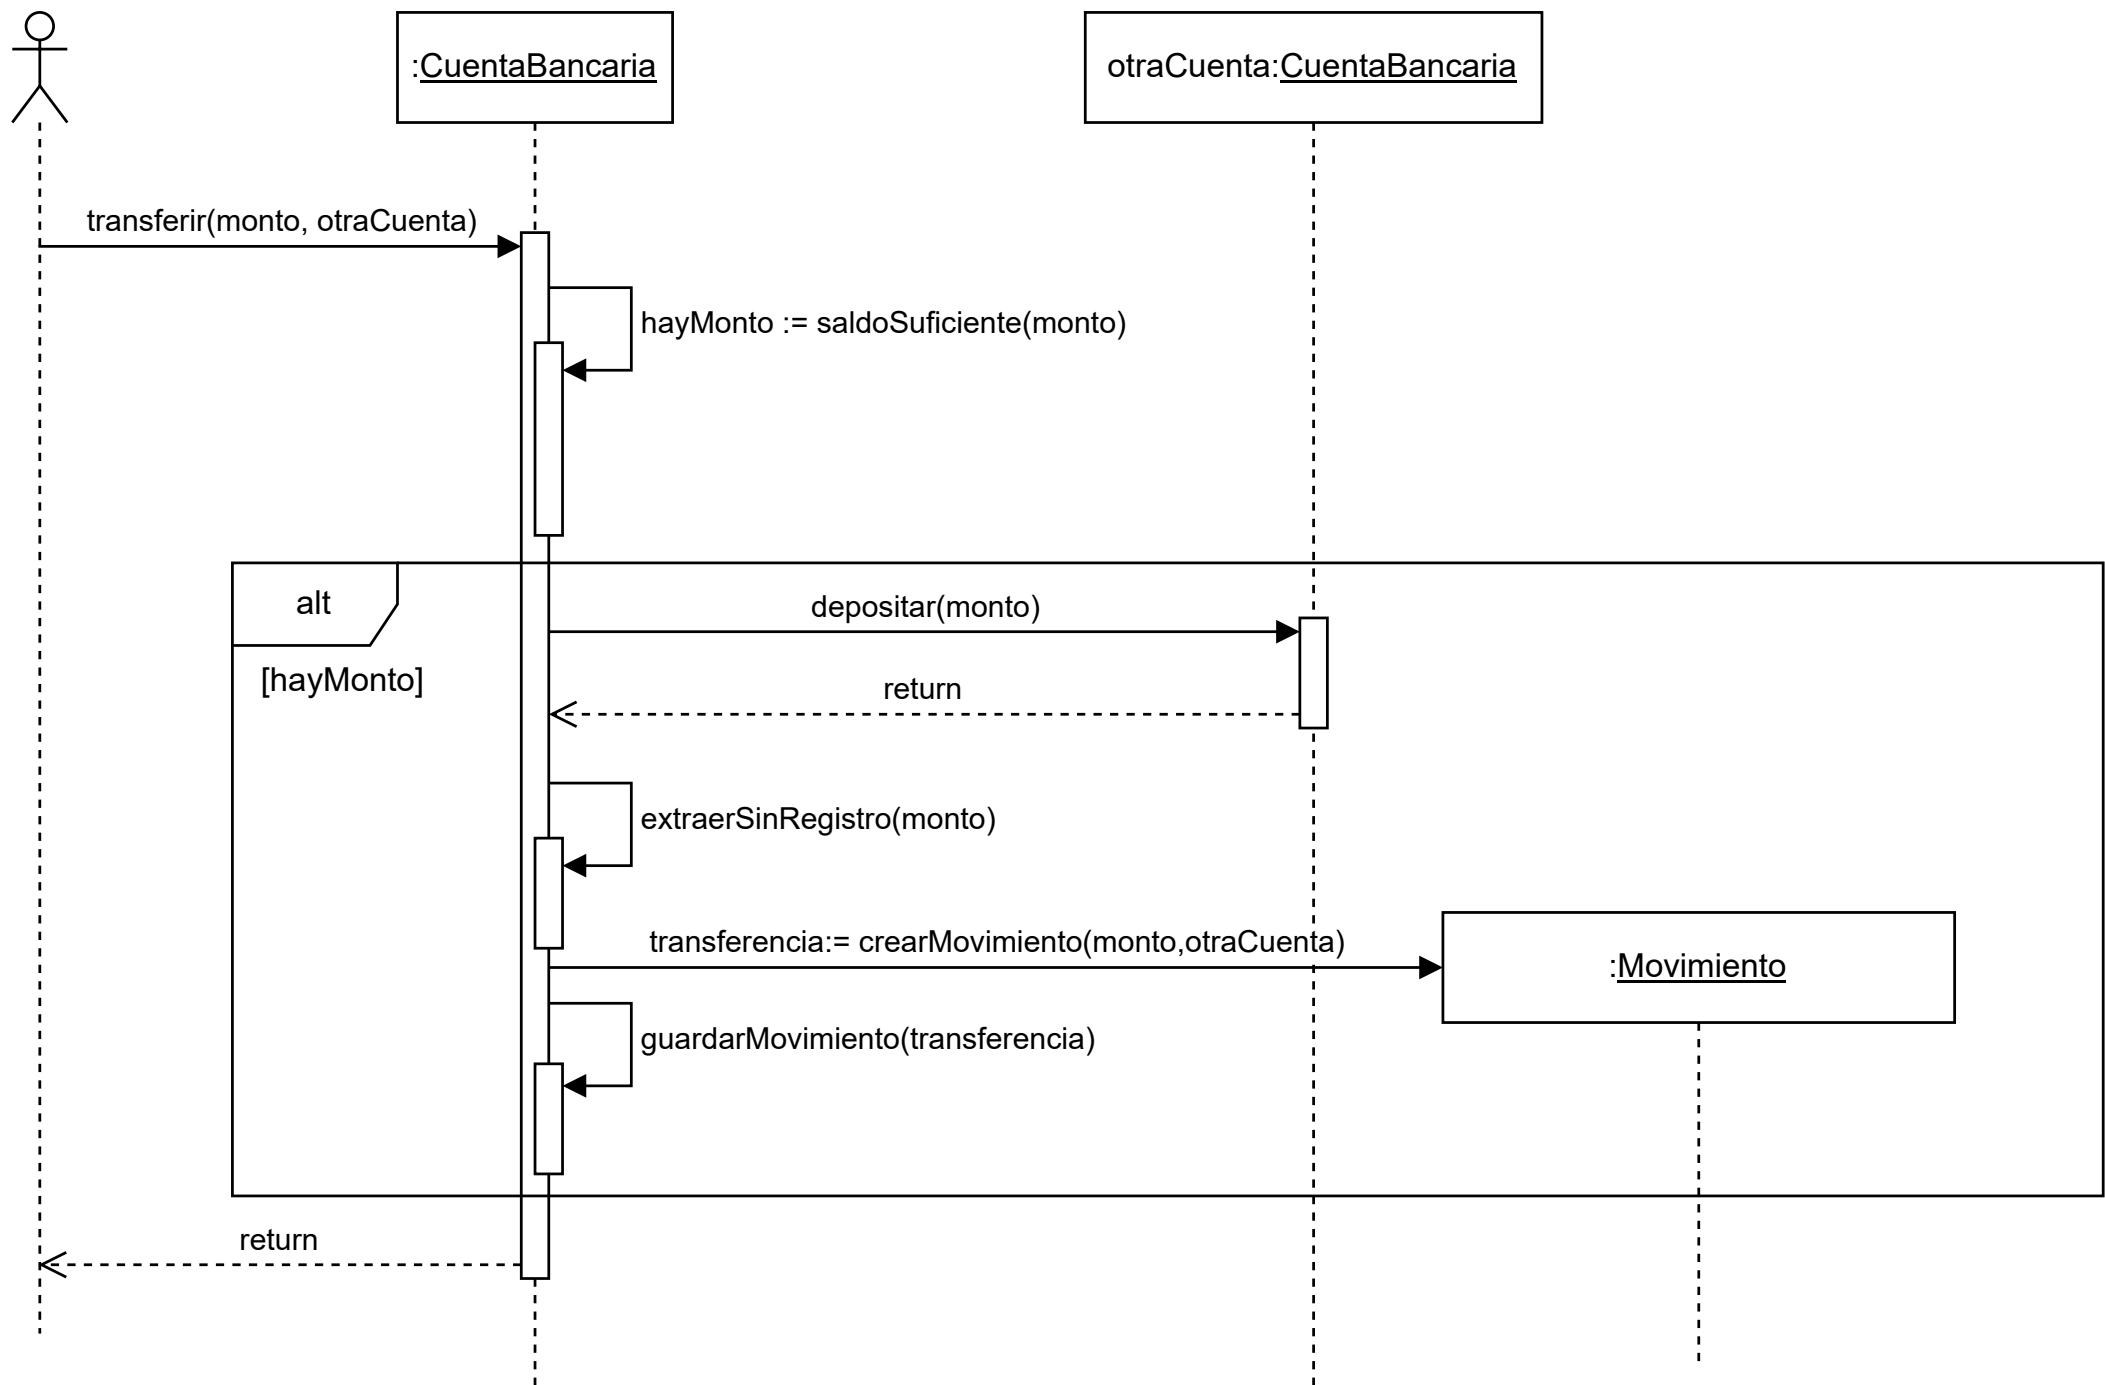 :CuentaBancaria
otraCuenta:CuentaBancaria
transferir(monto, otraCuenta)
hayMonto := saldoSuficiente(monto)
alt
depositar(monto)
[hayMonto]
return
extraerSinRegistro(monto)
transferencia:= crearMovimiento(monto,otraCuenta)
:Movimiento
guardarMovimiento(transferencia)
return